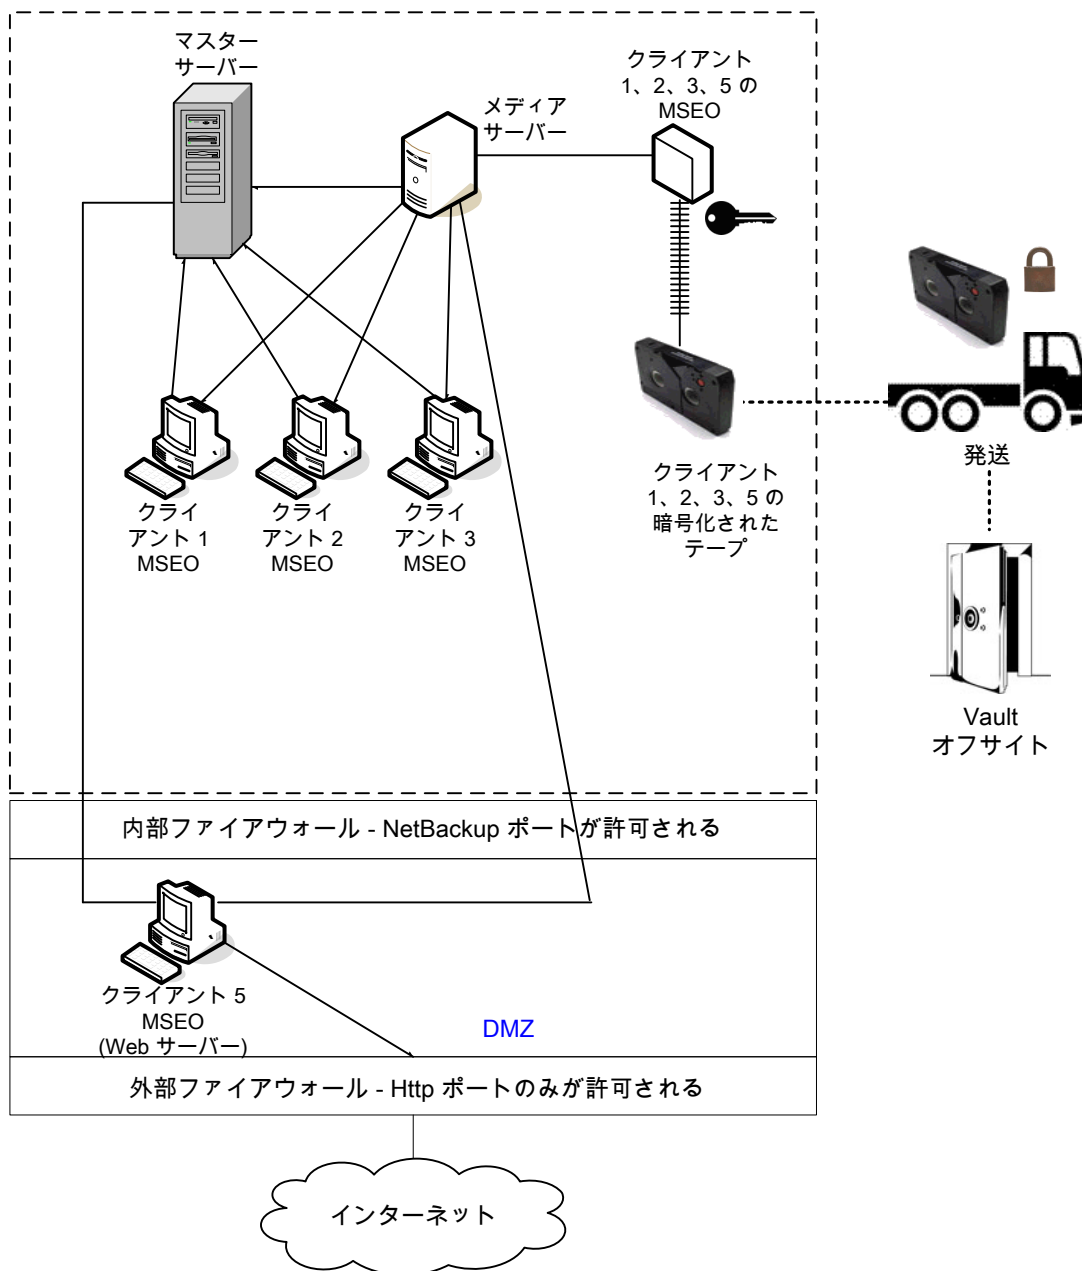 マスター
サーバー
メディア
サーバー
クライアント
1、2、3、5 の
MSEO
クライ
アント 1
MSEO
クライ
アント 2
MSEO
クライ
アント 3
MSEO
クライアント
1、2、3、5 の
暗号化された
テープ
発送
Vault
オフサイト
内部ファイアウォール - NetBackup ポートが許可される
クライアント 5
MSEO
(Web サーバー)
DMZ
外部ファイアウォール - Http ポートのみが許可される
インターネット